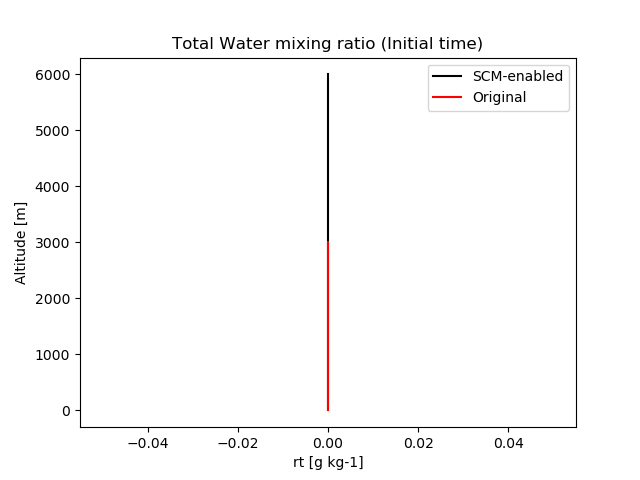 Total Water mixing ratio (Initial time)
SCM-enabled
Original
6000
5000
4000
3000
2000
1000
0
Altitude [m]
−0.04 −0.02 0.00 0.02 0.04
rt [g kg-1]